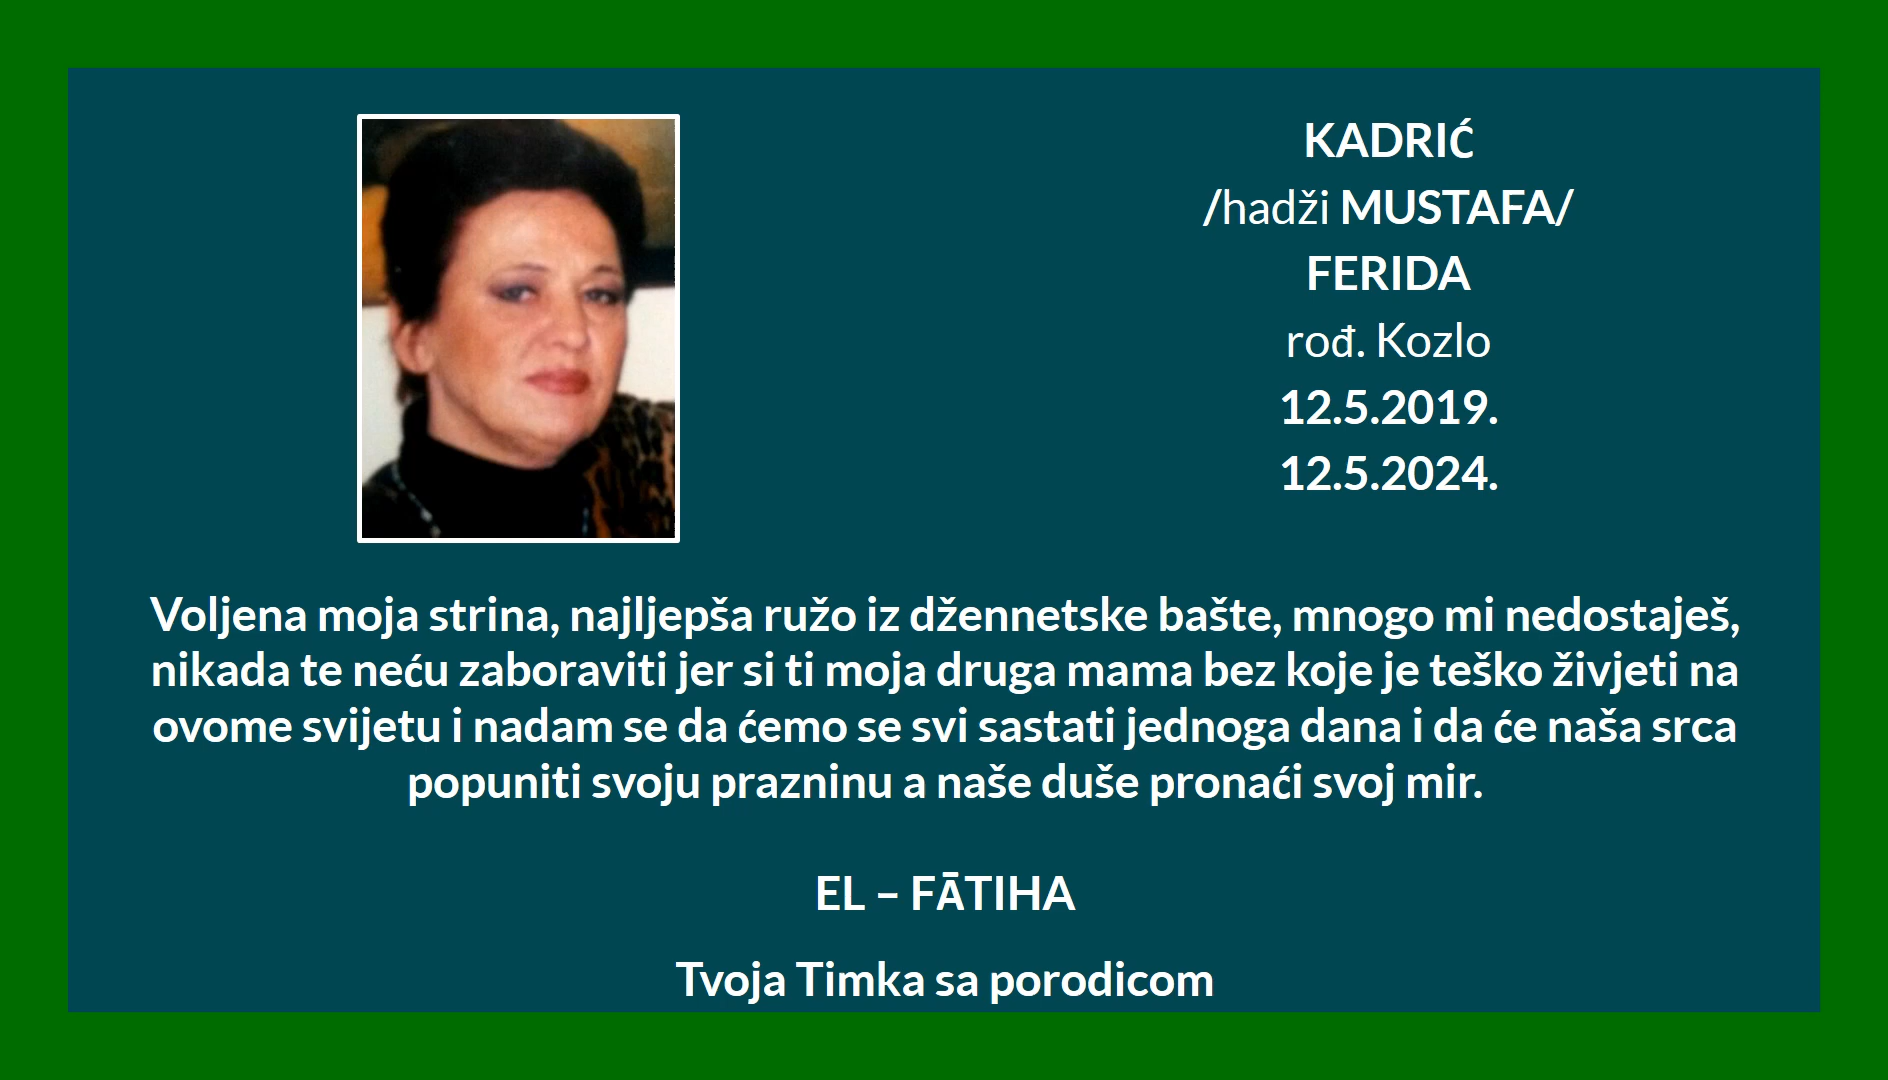 KADRIĆ
/hadži MUSTAFA/
FERIDA
rođ. Kozlo
12.5.2019.
12.5.2024.
Voljena moja strina, najljepša ružo iz džennetske bašte, mnogo mi nedostaješ,
nikada te neću zaboraviti jer si ti moja druga mama bez koje je teško živjeti na
ovome svijetu i nadam se da ćemo se svi sastati jednoga dana i da će naša srca
popuniti svoju prazninu a naše duše pronaći svoj mir.
EL – FĀTIHA
Tvoja Timka sa porodicom